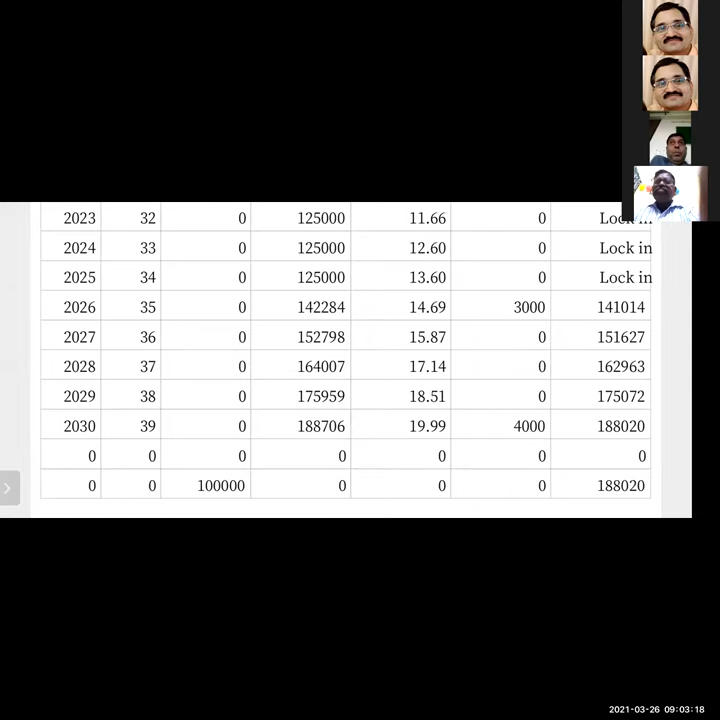 2023 32 0 125000 11.66 0 Lock in
2024 33 0 125000 12.60 0 Lock in
2025 34 0 125000 13.60 0 Lock in
2026 35 0 142284 14.69 3000 141014
2027 36 0 152798 15.87 0 151627
2028 37 0 164007 17.14 0 162963
2029 38 0 175959 18.51 0 175072
2030 39 0 188706 19.99 4000 188020
0 0 0 0 0 0 0
0 0 100000 0 0 0 188020
2021-03-26 09:03:18